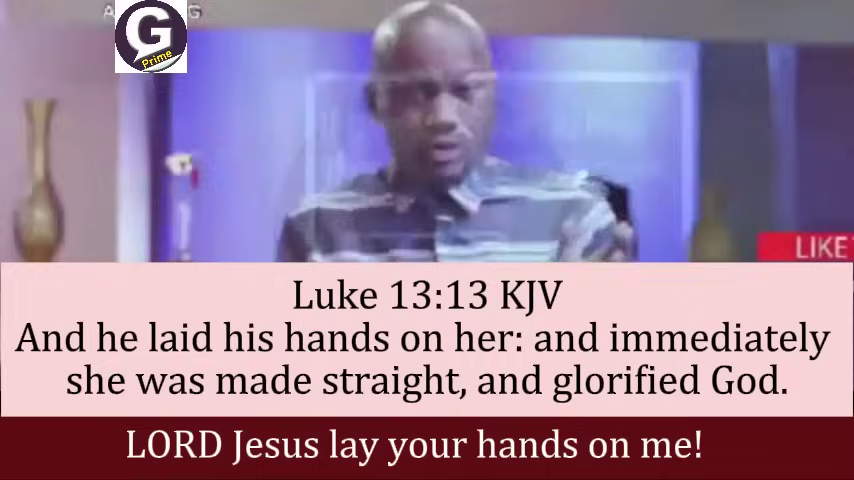 G
Prime
LIKE
Luke 13:13 KJV
And he laid his hands on her: and immediately
she was made straight, and glorified God.
LORD Jesus lay your hands on me!